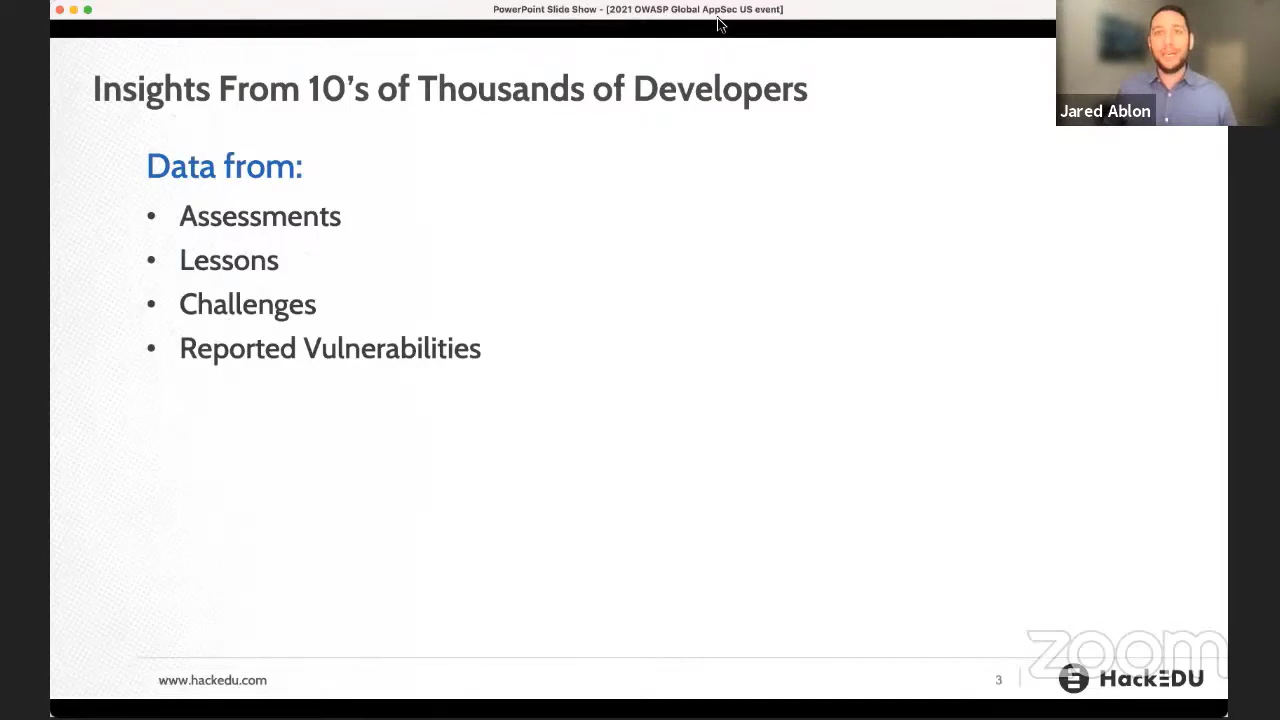 PowerPoint Slide Show - [2021 OWASP Global AppSec US event]
Insights From 10's of Thousands of Developers
Jared Ablon
Data from:
• Assessments
• Lessons
• Challenges
• Reported Vulnerabilities
zoom
www.hackedu.com
3
HackEDU